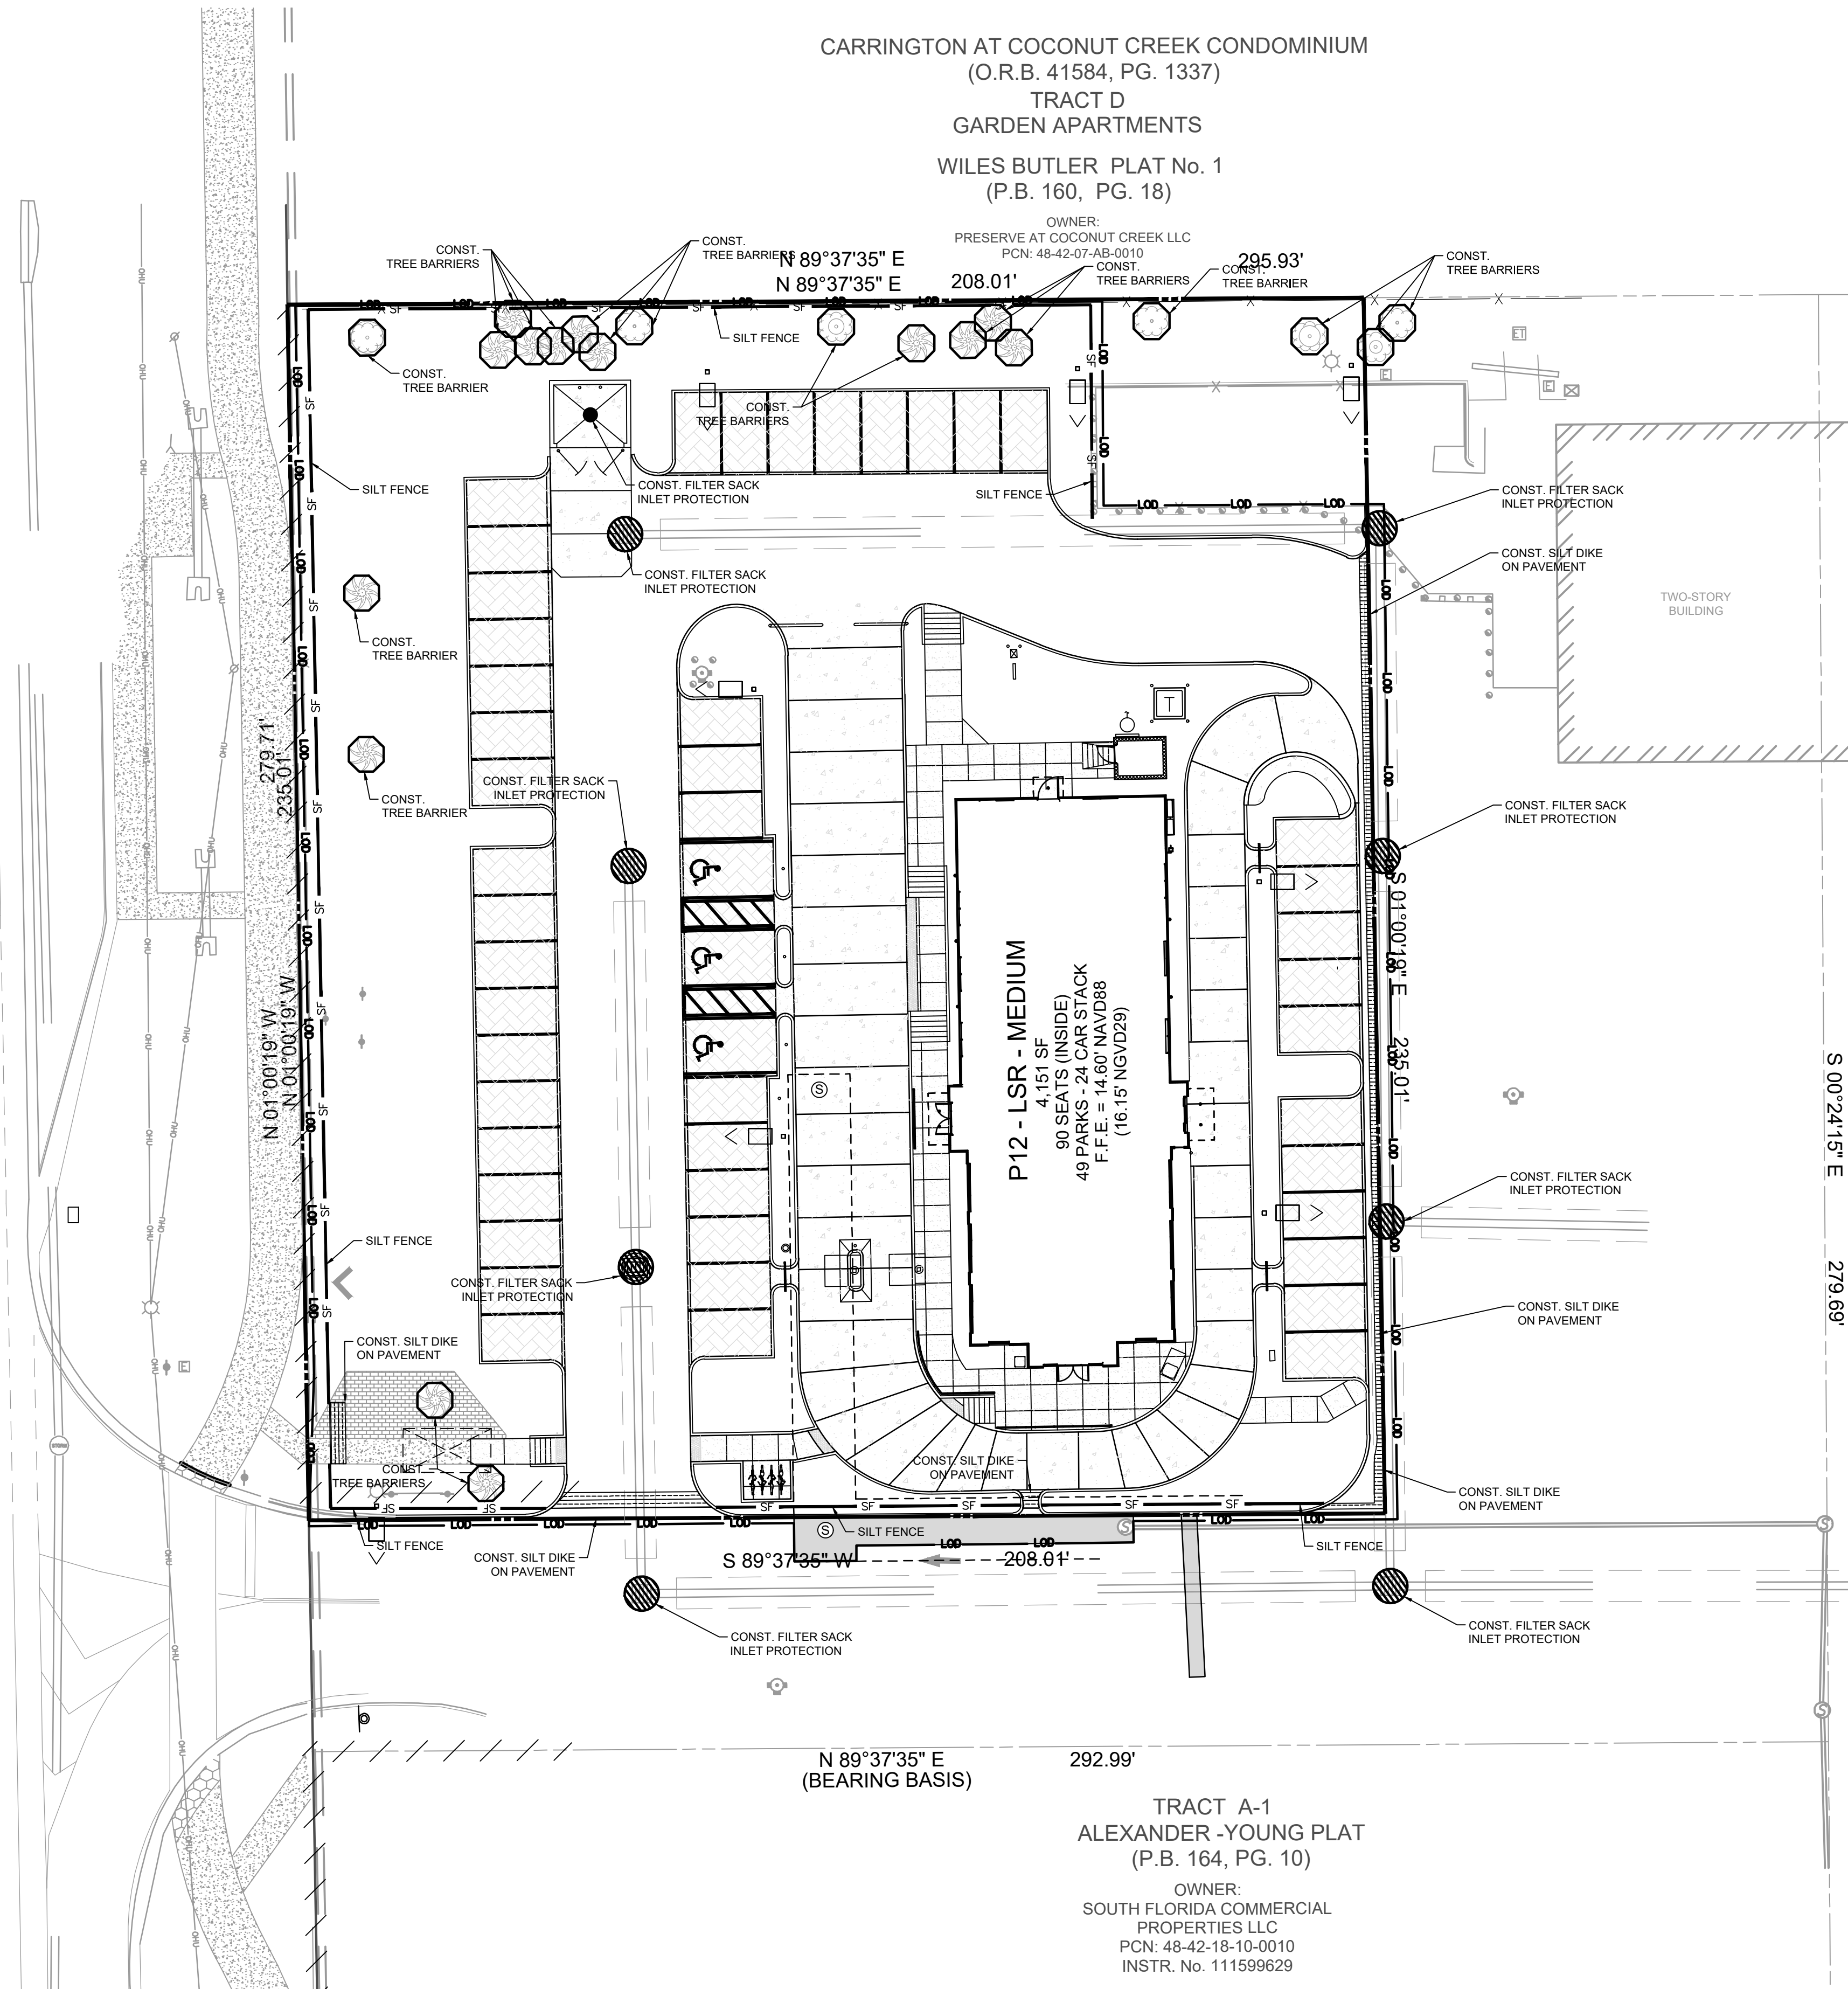 CARRINGTON AT COCONUT CREEK CONDOMINIUM
(O.R.B. 41584, PG. 1337)
TRACT D
GARDEN APARTMENTS
WILES BUTLER PLAT No. 1
(P.B. 160, PG. 18)
OWNER:
PRESERVE AT COCONUT CREEK LLC
PCN: 48-42-07-AB-0010
CONST.
TREE BARRIERS
CONST.
TREE BARRIERS
N 89°37'35" E
295.93'
N 89°37'35" E
208.01'
CONST.
TREE BARRIERS
CONST.
TREE BARRIER
CONST.
TREE BARRIERS
SILT FENCE
CONST.
TREE BARRIER
CONST.
TREE BARRIERS
SILT FENCE
CONST. FILTER SACK
INLET PROTECTION
SILT FENCE
CONST. FILTER SACK
INLET PROTECTION
CONST. SILT DIKE
ON PAVEMENT
CONST. FILTER SACK
INLET PROTECTION
TWO-STORY
BUILDING
CONST.
TREE BARRIER
CONST.
TREE BARRIER
279.71'
235.01'
N 01°00'19" W
N 01°00'19" W
CONST. FILTER SACK
INLET PROTECTION
CONST. FILTER SACK
INLET PROTECTION
S 01°00'19" E
235.01'
S 00°24'15" E
279.69'
P12 - LSR - MEDIUM
4,151 SF
90 SEATS (INSIDE)
49 PARKS - 24 CAR STACK
F.F.E. = 14.60' NAVD88
(16.15' NGVD29)
CONST. FILTER SACK
INLET PROTECTION
SILT FENCE
CONST. FILTER SACK
INLET PROTECTION
CONST. SILT DIKE
ON PAVEMENT
CONST. SILT DIKE
ON PAVEMENT
CONST.
TREE BARRIERS
CONST. SILT DIKE
ON PAVEMENT
CONST. SILT DIKE
ON PAVEMENT
SILT FENCE
SILT FENCE
SILT FENCE
CONST. SILT DIKE
ON PAVEMENT
S 89°37'35" W
208.01'
CONST. FILTER SACK
INLET PROTECTION
CONST. FILTER SACK
INLET PROTECTION
N 89°37'35" E
292.99'
(BEARING BASIS)
TRACT A-1
ALEXANDER -YOUNG PLAT
(P.B. 164, PG. 10)
OWNER:
SOUTH FLORIDA COMMERCIAL
PROPERTIES LLC
PCN: 48-42-18-10-0010
INSTR. No. 111599629